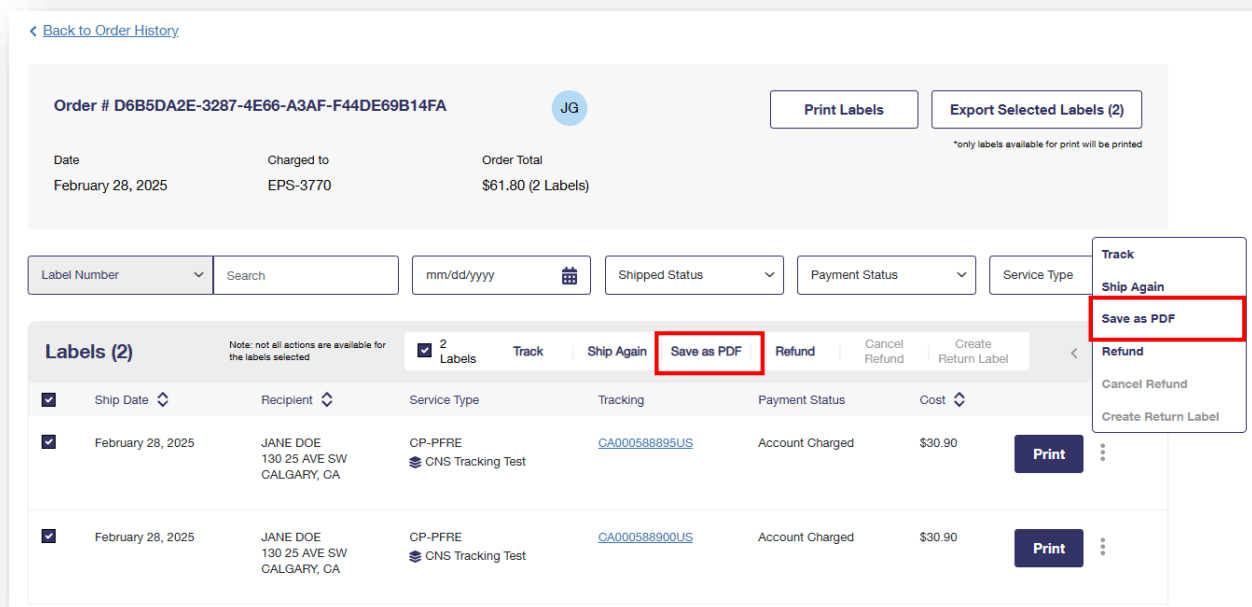 Back to Order History
Order # D6B5DA2E-3287-4E66-A3AF-F44DE69B14FA
JG
Print Labels
Export Selected Labels (2)
*only labels available for print will be printed
Date
Charged to
Order Total
February 28, 2025
EPS-3770
$61.80 (2 Labels)
Label Number
Search
mm/dd/yyyy
Shipped Status
Payment Status
Service Type
Track
Ship Again
Save as PDF
Refund
Cancel Refund
Create Return Label
Labels (2)
Note: not all actions are available for
the labels selected
2
Labels
Track
Ship Again
Save as PDF
Refund
Cancel
Refund
Create
Return Label
Ship Date
Recipient
Service Type
Tracking
Payment Status
Cost
February 28, 2025
JANE DOE
130 25 AVE SW
CALGARY, CA
CP-PFRE
CNS Tracking Test
CA000588895US
Account Charged
$30.90
Print
February 28, 2025
JANE DOE
130 25 AVE SW
CALGARY, CA
CP-PFRE
CNS Tracking Test
CA000588900US
Account Charged
$30.90
Print